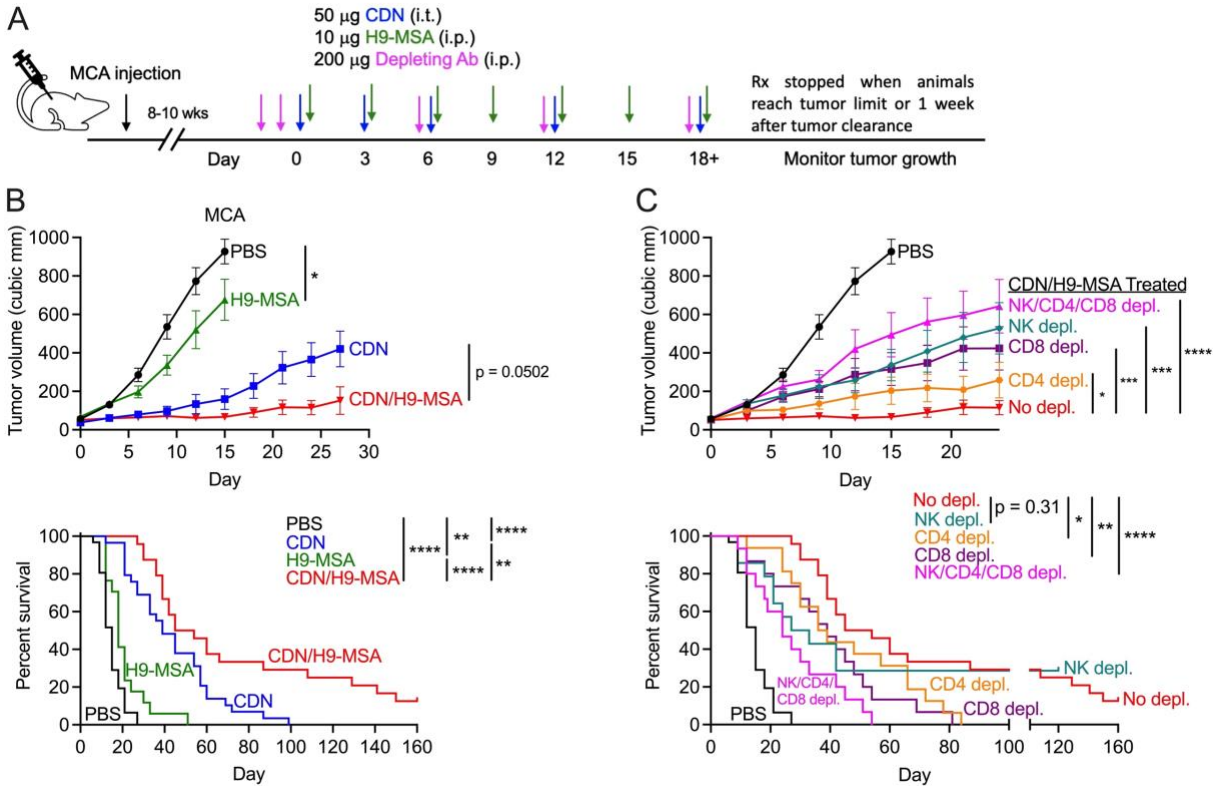 A
50 μg CDN (i.t.)
10 μg H9-MSA (i.p.)
200 μg Depleting Ab (i.p.)
MCA injection
8-10 wks
Rx stopped when animals
reach tumor limit or 1 week
after tumor clearance
Day 0 3 6 9 12 15 18+ Monitor tumor growth
B
MCA
Tumor volume (cubic mm)
1000
800
600
400
200
0
PBS
*
H9-MSA
CDN
p = 0.0502
CDN/H9-MSA
0 5 10 15 20 25 30
Day
C
Tumor volume (cubic mm)
1000
800
600
400
200
0
PBS
CDN/H9-MSA Treated
NK/CD4/CD8 depl.
NK depl.
CD8 depl.
CD4 depl.
No depl.
*
***
***
****
0 5 10 15 20
Day
PBS
CDN
H9-MSA
CDN/H9-MSA
****
**
****
****
**
Percent survival
100
80
60
40
20
0
CDN/H9-MSA
H9-MSA
CDN
PBS
0 20 40 60 80 100 120 140 160
Day
No depl.
NK depl.
CD4 depl.
CD8 depl.
NK/CD4/CD8 depl.
p = 0.31
*
**
****
Percent survival
100
80
60
40
20
0
NK depl.
No depl.
CD4 depl.
NK/CD4/
CD8 depl.
CD8 depl.
PBS
0 20 40 60 80 100 120 160
Day